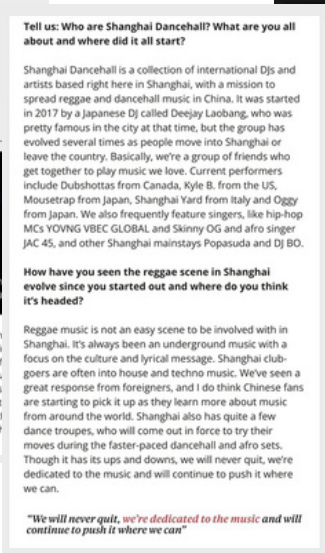 Tell us: Who are Shanghai Dancehall? What are you all
about and where did it all start?
Shanghai Dancehall is a collection of international DJs and
artists based right here in Shanghai, with a mission to
spread reggae and dancehall music in China. It was started
in 2017 by a Japanese DJ called Deejay Laobang, who was
pretty famous in the city at that time, but the group has
evolved several times as people move into Shanghai or
leave the country. Basically, we're a group of friends who
get together to play music we love. Current performers
include Dubshottas from Canada, Kyle B. from the US,
Mousetrap from Japan, Shanghai Yard from Italy and Oggy
from Japan. We also frequently feature singers, like hip-hop
MCs YOVNG VBEC GLOBAL and Skinny OG and afro singer
JAC 45, and other Shanghai mainstays Popasuda and DJ BO.
How have you seen the reggae scene in Shanghai
evolve since you started out and where do you think
it's headed?
Reggae music is not an easy scene to be involved with in
Shanghai. It's always been an underground music with a
focus on the culture and lyrical message. Shanghai club-
goers are often into house and techno music. We've seen a
great response from foreigners, and I do think Chinese fans
are starting to pick it up as they learn more about music
from around the world. Shanghai also has quite a few
dance troupes, who will come out in force to try their
moves during the faster-paced dancehall and afro sets.
Though it has its ups and downs, we will never quit, we're
dedicated to the music and will continue to push it where
we can.
"We will never quit, we're dedicated to the music and will
continue to push it where we can"